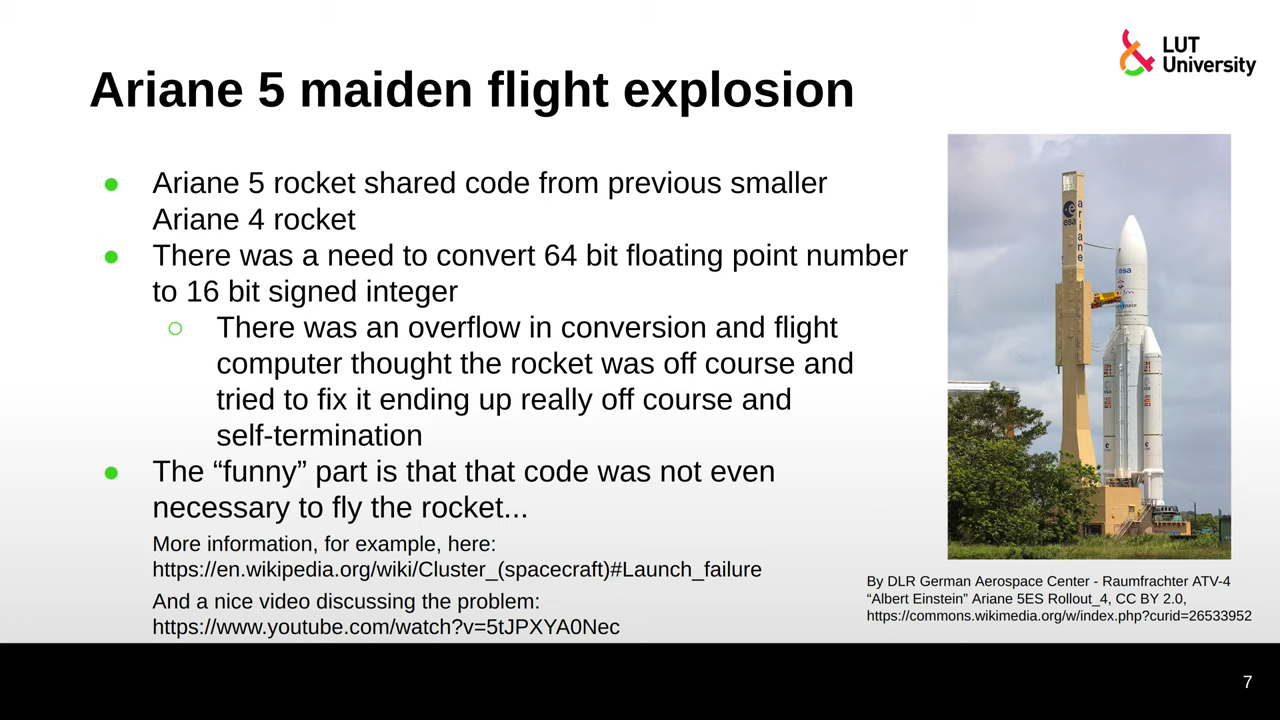 LUT
University
Ariane 5 maiden flight explosion
● Ariane 5 rocket shared code from previous smaller
Ariane 4 rocket
● There was a need to convert 64 bit floating point number
to 16 bit signed integer
○ There was an overflow in conversion and flight
computer thought the rocket was off course and
tried to fix it ending up really off course and
self-termination
● The “funny” part is that that code was not even
necessary to fly the rocket...
More information, for example, here:
https://en.wikipedia.org/wiki/Cluster_(spacecraft)#Launch_failure
And a nice video discussing the problem:
https://www.youtube.com/watch?v=5tJPXYA0Nec
esa
ariane
esa
By DLR German Aerospace Center - Raumfrachter ATV-4
“Albert Einstein” Ariane 5ES Rollout_4, CC BY 2.0,
https://commons.wikimedia.org/w/index.php?curid=26533952
7